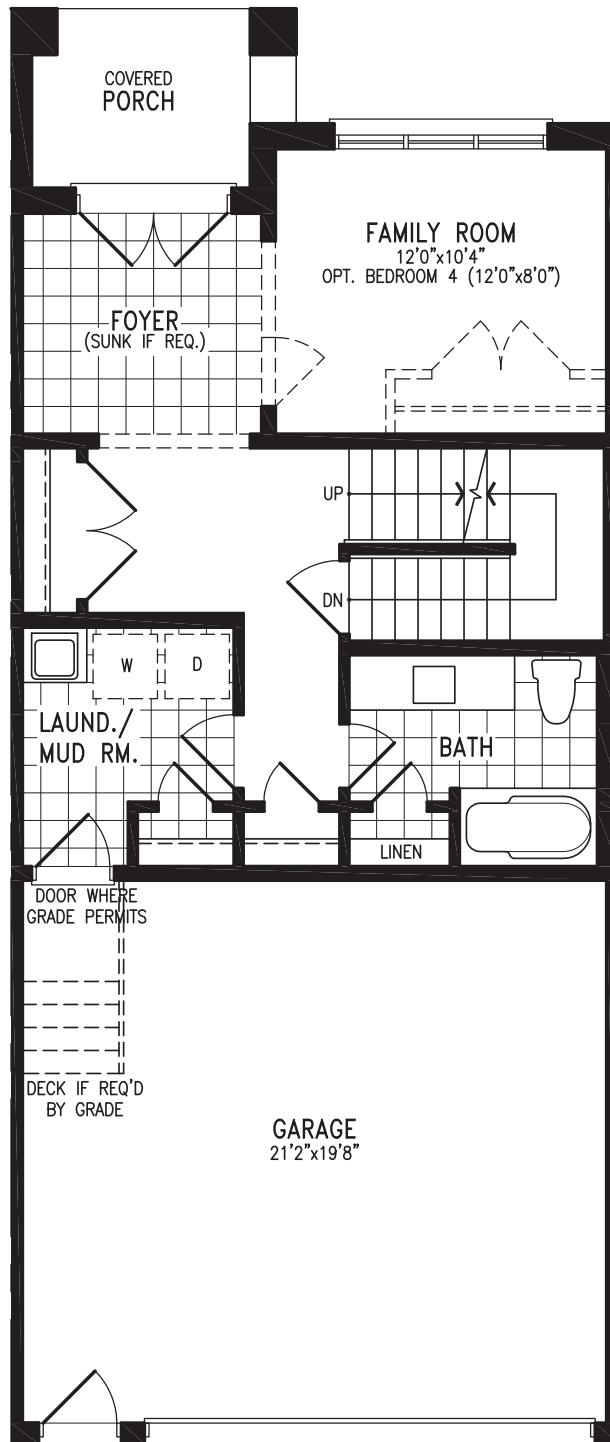 COVERED
PORCH
FAMILY ROOM
12'0"x10'4"
OPT. BEDROOM 4 (12'0"x8'0")
FOYER
(SUNK IF REQ.)
UP
DN
W
D
LAUND./
MUD RM.
BATH
LINEN
DOOR WHERE
GRADE PERMITS
DECK IF REQ'D
BY GRADE
GARAGE
21'2"x19'8"